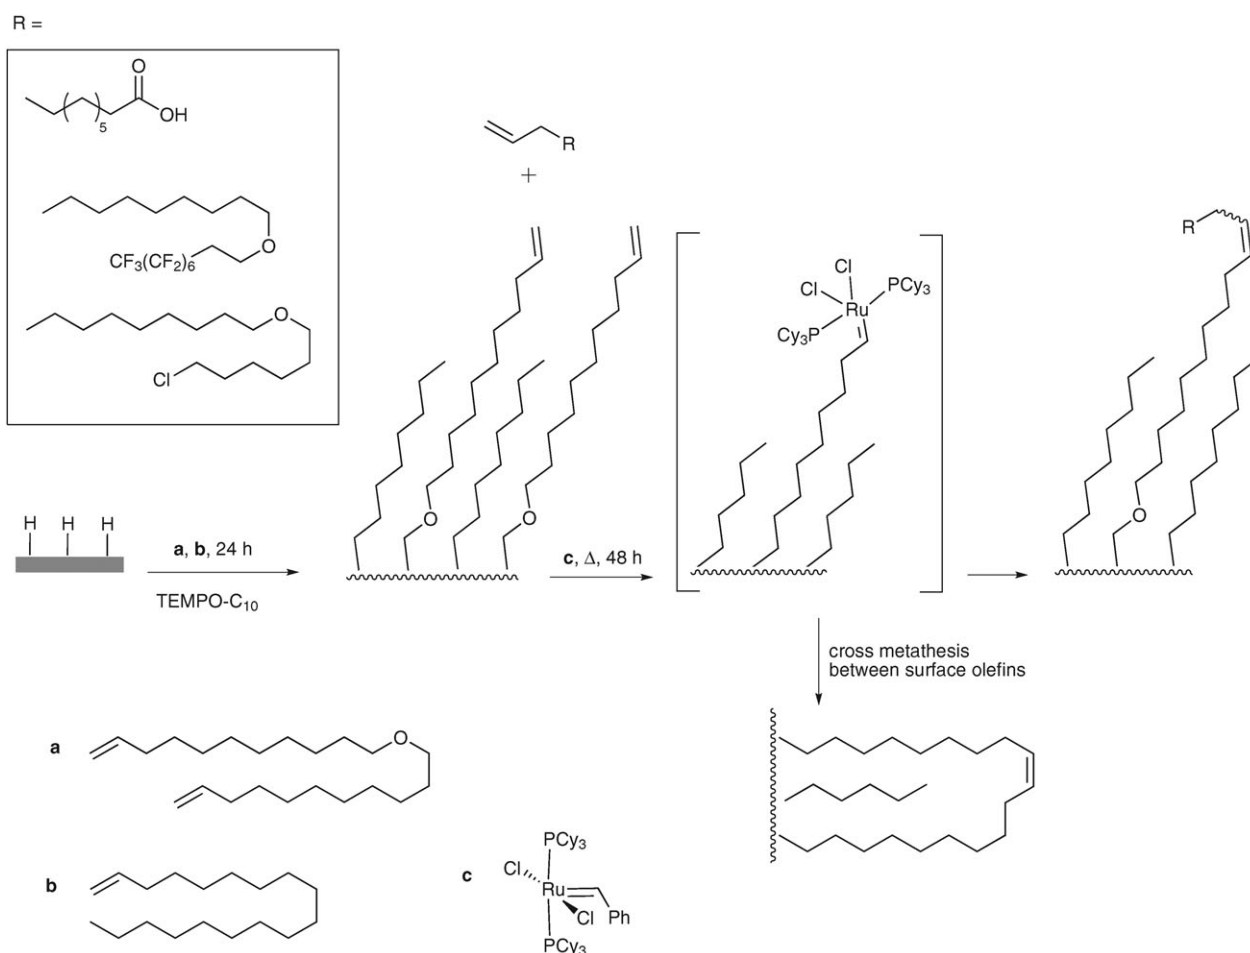 R =
O
OH
5
CF₃(CF₂)₆
O
O
Cl
R
+
H H H
a, b, 24 h
TEMPO-C₁₀
O
O
c, Δ, 48 h
Cl
Cl
PCy₃
Ru
Cy₃P
R
O
cross metathesis
between surface olefins
a
O
b
c
PCy₃
Cl
Ru
Cl
Ph
PCy₃